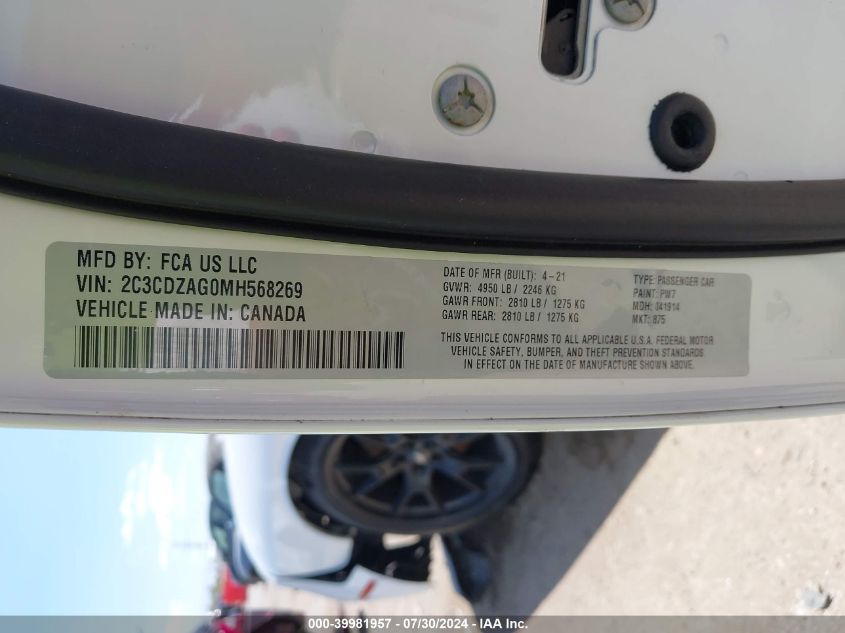 MFD BY: FCA US LLC
VIN: 2C3CDZAG0MH568269
VEHICLE MADE IN: CANADA
DATE OF MFR (BUILT): 4-21
GVWR: 4950 LB / 2246 KG
GAWR FRONT: 2810 LB / 1275 KG
GAWR REAR: 2810 LB / 1275 KG
TYPE: PASSENGER CAR
PAINT: PW7
MDH: 041914
MKT: 875
THIS VEHICLE CONFORMS TO ALL APPLICABLE U.S.A. FEDERAL MOTOR
VEHICLE SAFETY, BUMPER, AND THEFT PREVENTION STANDARDS
IN EFFECT ON THE DATE OF MANUFACTURE SHOWN ABOVE.
000-39981957 - 07/30/2024 - IAA Inc.